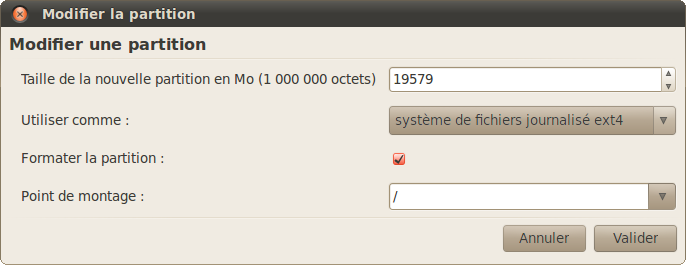 Modifier la partition
Modifier une partition
Taille de la nouvelle partition en Mo (1 000 000 octets) 19579
Utiliser comme : système de fichiers journalisé ext4
Formater la partition :
Point de montage : /
Annuler Valider